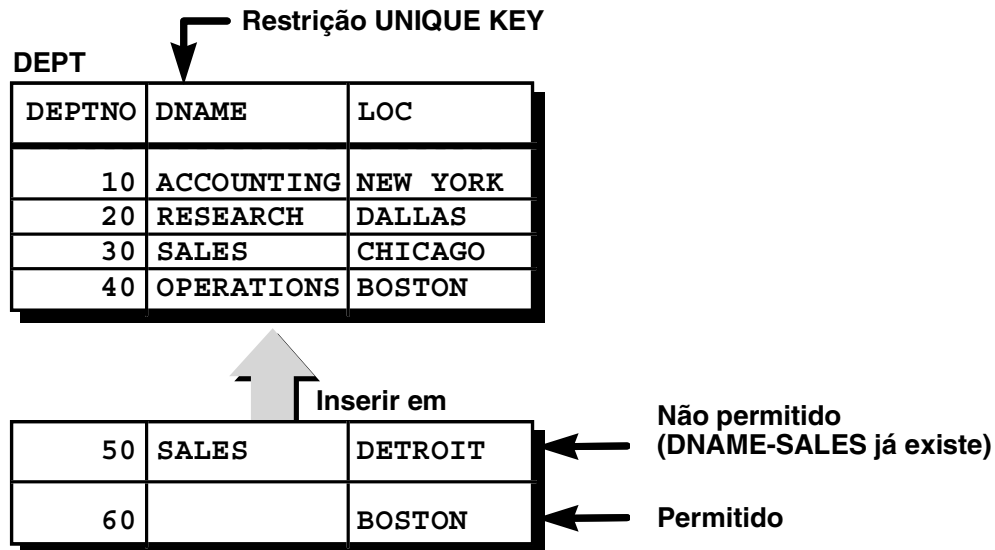 Restrição UNIQUE KEY
DEPT
DEPTNO DNAME LOC
10 ACCOUNTING NEW YORK
20 RESEARCH DALLAS
30 SALES CHICAGO
40 OPERATIONS BOSTON
Inserir em
50 SALES DETROIT
Não permitido
(DNAME-SALES já existe)
60 BOSTON
Permitido